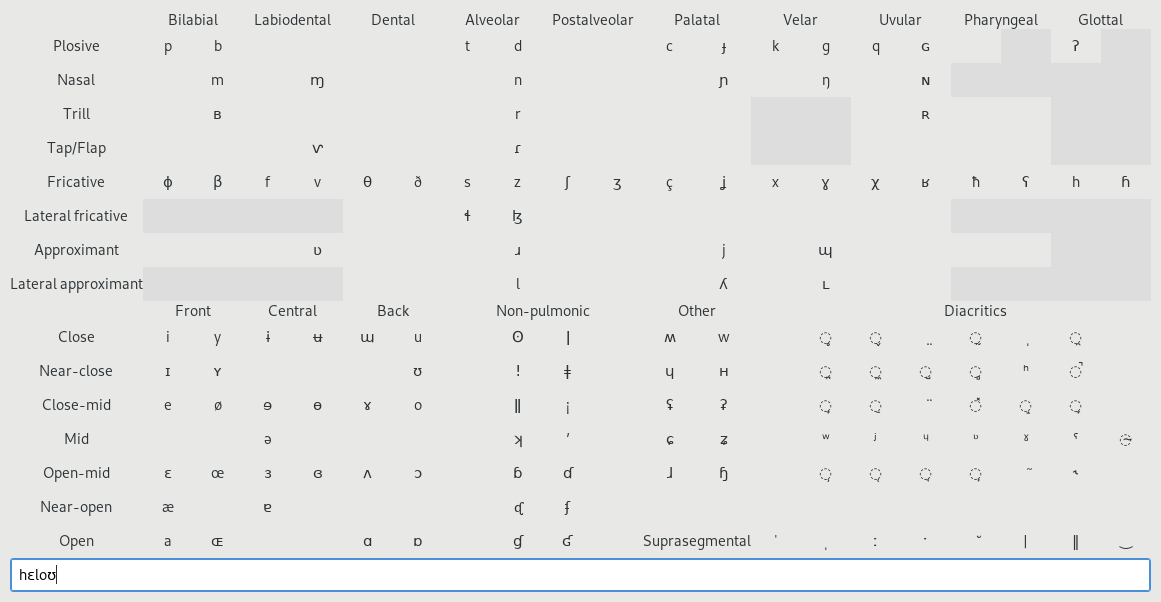 Bilabial Labiodental Dental Alveolar Postalveolar Palatal Velar Uvular Pharyngeal Glottal
Plosive p b t d c ɟ k ɡ q ɢ ʔ
Nasal m ɱ n ɲ ŋ ɴ
Trill ʙ r ʀ
Tap/Flap ⱱ ɾ
Fricative ɸ β f v θ ð s z ʃ ʒ ç ʝ x ɣ χ ʁ ħ ʕ h ɦ
Lateral fricative ɬ ɮ
Approximant ʋ ɹ j ɰ
Lateral approximant l ʎ ʟ
Front Central Back Non-pulmonic Other Diacritics
Close i y ɨ ʉ ɯ u ʘ ǀ ʍ w
Near-close ɪ ʏ ʊ ǃ ǂ ɥ ʜ ʰ
Close-mid e ø ɘ ɵ ɤ o ǁ ¡ ʢ ʡ ¨
Mid ə ʞ ʼ ɕ ʑ ʷ ʲ ᶣ ᶹ ˠ ˤ
Open-mid ɛ œ ɜ ɞ ʌ ɔ ɓ ɗ ɺ ɧ ˜ ˞
Near-open æ ɐ ᶑ ʄ
Open a ɶ ɑ ɒ ɠ ʛ Suprasegmental ˈ ˌ ː ˑ ˘ | ‖ ‿
hɛloʊ